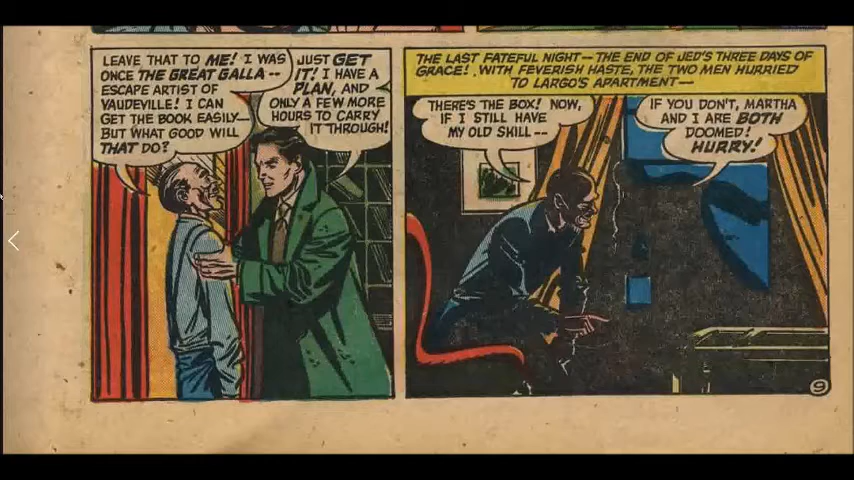 LEAVE THAT TO ME! I WAS
ONCE THE GREAT GALLA--
ESCAPE ARTIST OF
VAUDEVILLE! I CAN
GET THE BOOK EASILY--
BUT WHAT GOOD WILL
THAT DO?
JUST GET
IT! I HAVE A
PLAN, AND
ONLY A FEW MORE
HOURS TO CARRY
IT THROUGH!
THE LAST FATEFUL NIGHT-- THE END OF JED'S THREE DAYS OF
GRACE! WITH FEVERISH HASTE, THE TWO MEN HURRIED
TO LARGO'S APARTMENT--
THERE'S THE BOX! NOW,
IF I STILL HAVE
MY OLD SKILL--
IF YOU DON'T, MARTHA
AND I ARE BOTH
DOOMED!
HURRY!
9